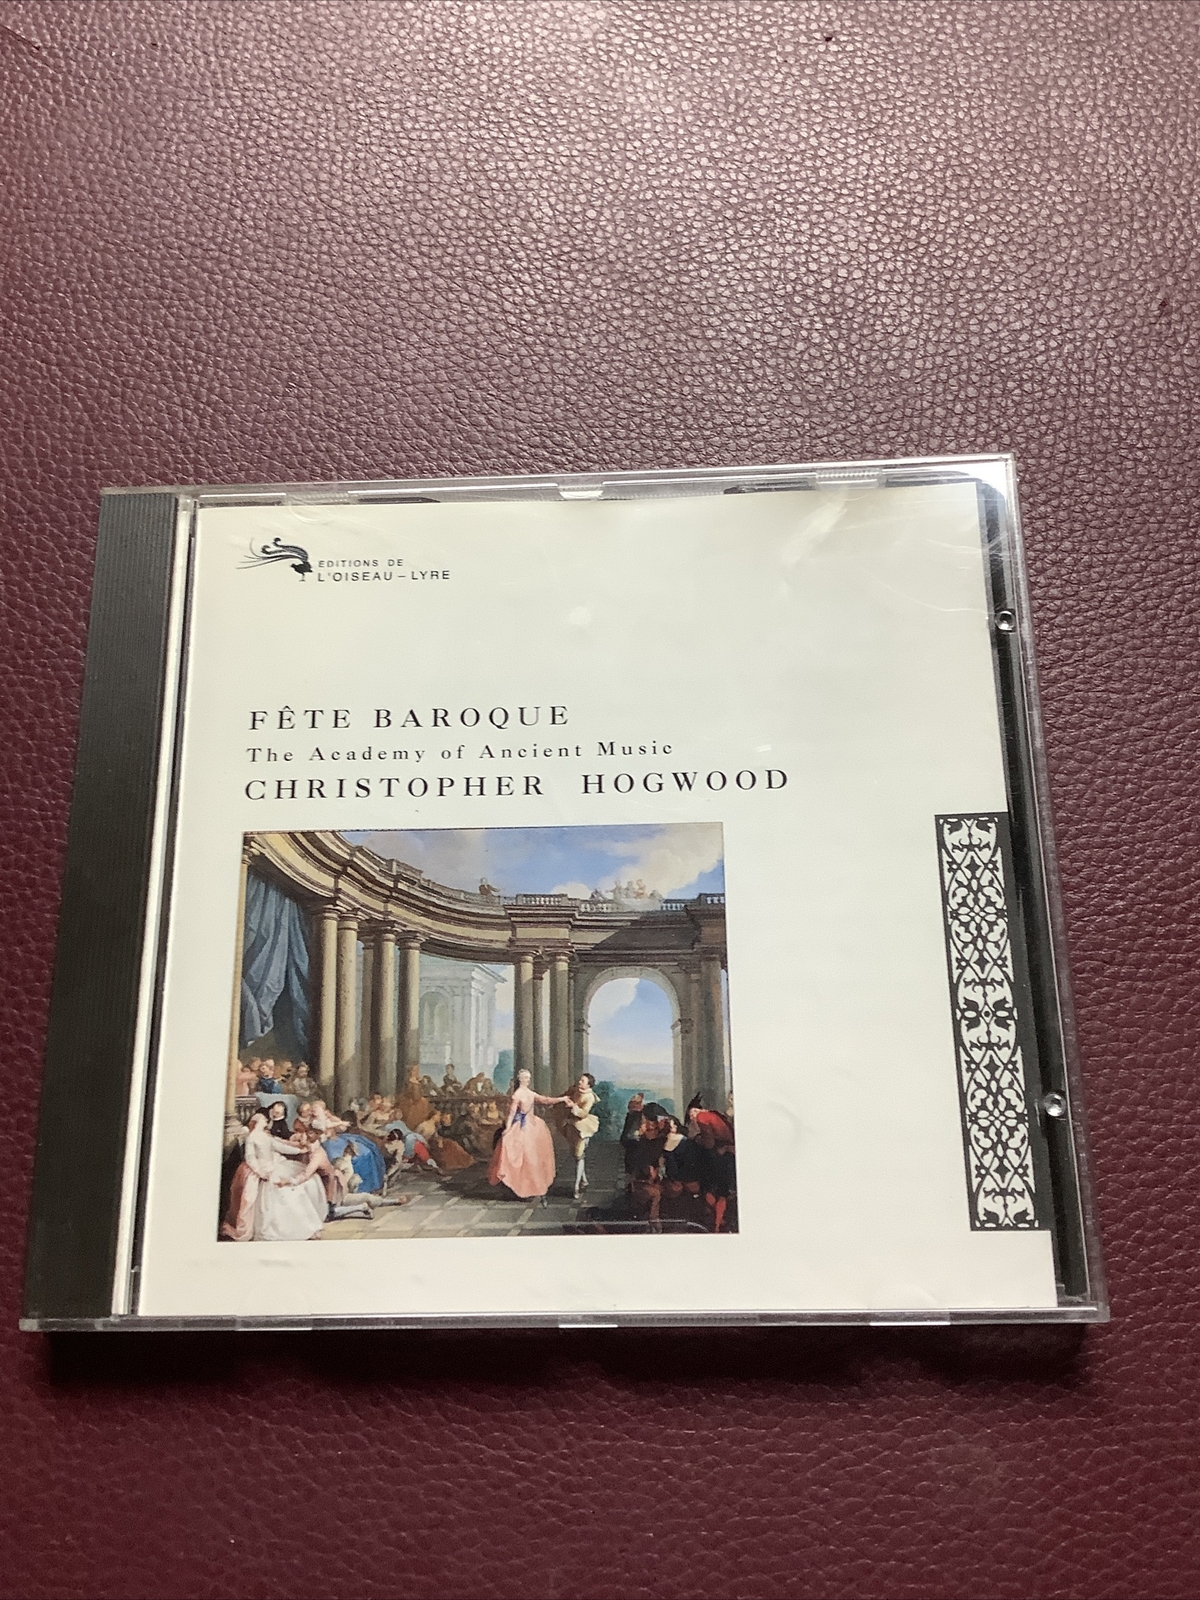 EDITIONS DE
L'OISEAU-LYRE
FÊTE BAROQUE
The Academy of Ancient Music
CHRISTOPHER HOGWOOD